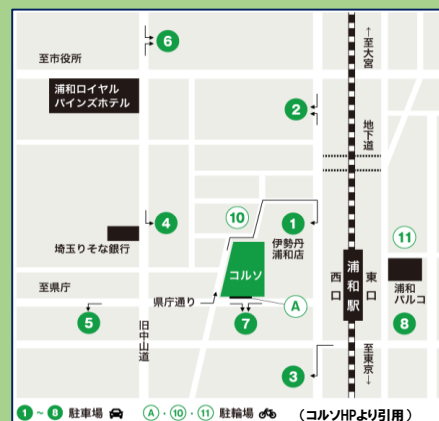 6
↑至大宮
至市役所
浦和ロイヤル
パインズホテル
2
地下道
4
10
1
伊勢丹
浦和店
11
埼玉りそな銀行
コルソ
西口
浦和駅
東口
浦和
パルコ
至県庁
県庁通り
A
5
旧中山道
7
8
3
至東京→
1 ~ 8 駐車場
A・10・11 駐輪場
(コルソHPより引用)